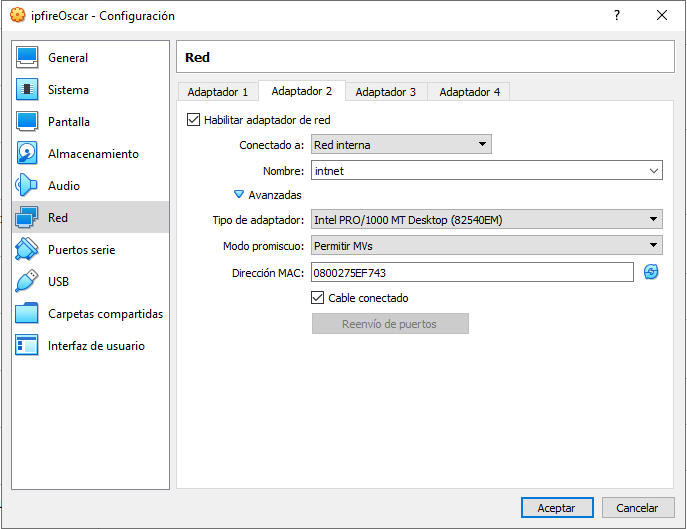 ipfireOscar - Configuración
General
Sistema
Pantalla
Almacenamiento
Audio
Red
Puertos serie
USB
Carpetas compartidas
Interfaz de usuario
Red
Adaptador 1 Adaptador 2 Adaptador 3 Adaptador 4
Habilitar adaptador de red
Conectado a: Red interna
Nombre: intnet
Avanzadas
Tipo de adaptador: Intel PRO/1000 MT Desktop (82540EM)
Modo promiscuo: Permitir MVs
Dirección MAC: 0800275EF743
Cable conectado
Reenvío de puertos
Aceptar Cancelar